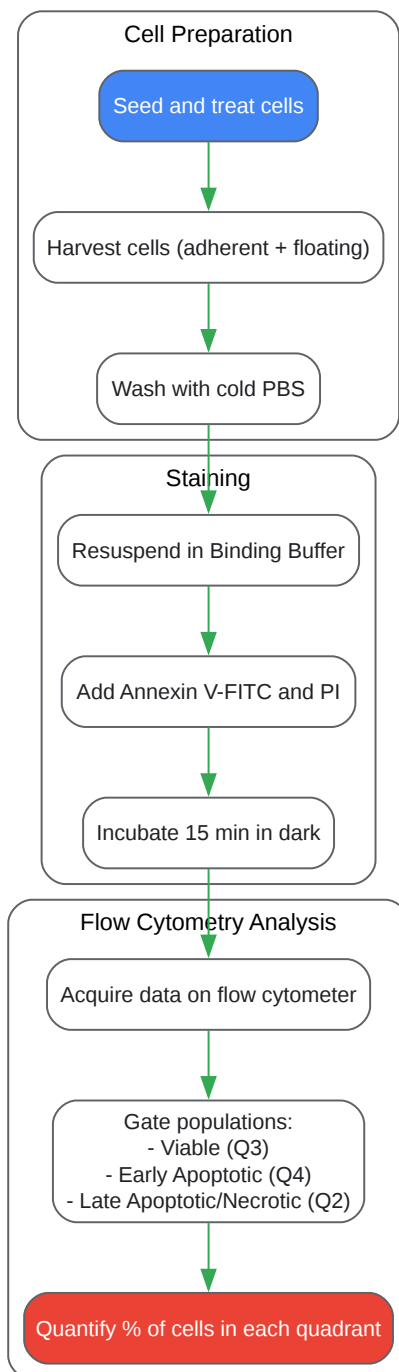 Cell Preparation
Seed and treat cells
Harvest cells (adherent + floating)
Wash with cold PBS
Staining
Resuspend in Binding Buffer
Add Annexin V-FITC and PI
Incubate 15 min in dark
Flow Cytometry Analysis
Acquire data on flow cytometer
Gate populations:
- Viable (Q3)
- Early Apoptotic (Q4)
- Late Apoptotic/Necrotic (Q2)
Quantify % of cells in each quadrant